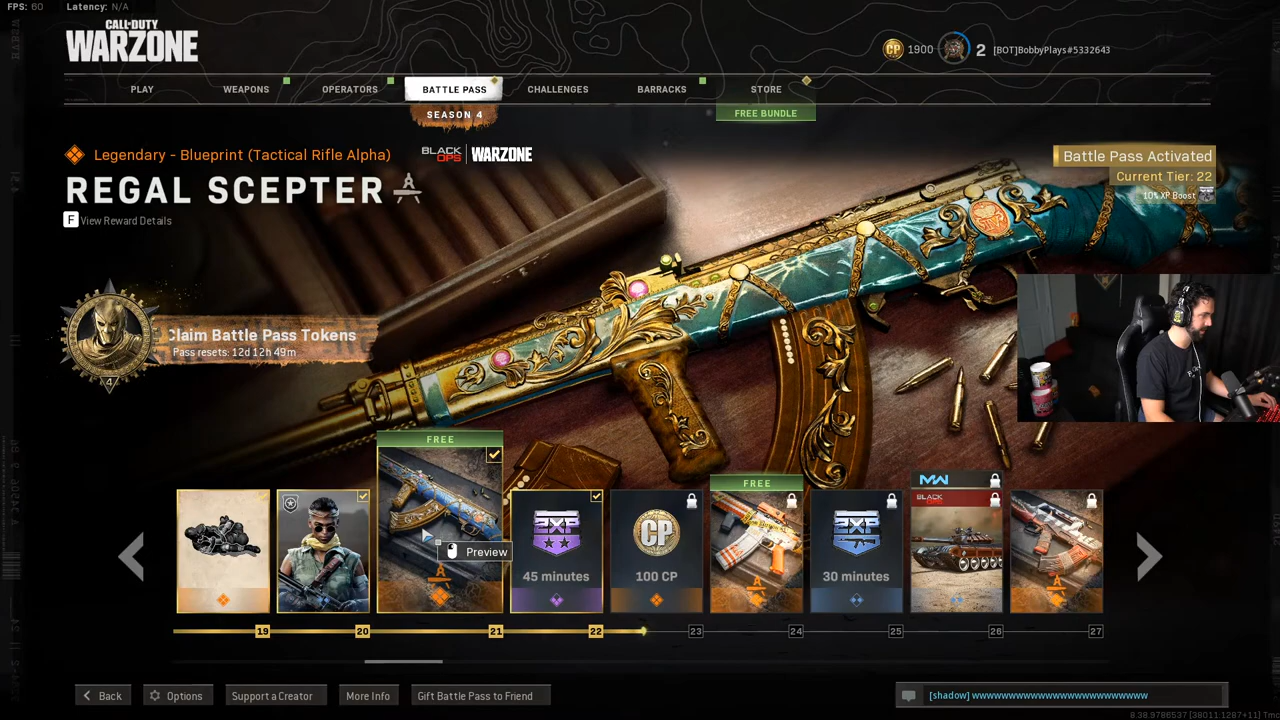 FPS: 60
Latency: N/A
CALL·DUTY
WARZONE
CP 1900
2
[BOT]BobbyPlays#5332643
PLAY
WEAPONS
OPERATORS
BATTLE PASS
CHALLENGES
BARRACKS
STORE
SEASON 4
FREE BUNDLE
Legendary - Blueprint (Tactical Rifle Alpha)
BLACK OPS
WARZONE
REGAL SCEPTER
F View Reward Details
Battle Pass Activated
Current Tier: 22
10% XP Boost
Claim Battle Pass Tokens
Pass resets: 12d 12h 49m
4
FREE
FREE
MW
BLACK OPS
2XP
CP
2XP
Preview
45 minutes
100 CP
30 minutes
19
20
21
22
23
24
25
26
27
Back
Options
Support a Creator
More Info
Gift Battle Pass to Friend
[shadow] wwwwwwwwwwwwwwwwwwwwwwww